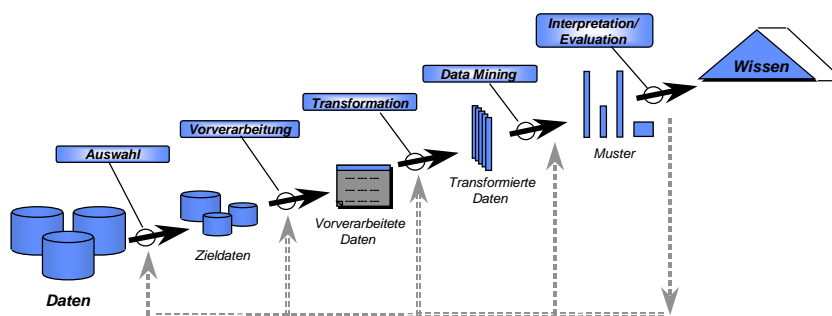 Interpretation/
Evaluation
Wissen
Data Mining
Transformation
Vorverarbeitung
Auswahl
Muster
Transformierte
Daten
Vorverarbeitete
Daten
Zieldaten
Daten